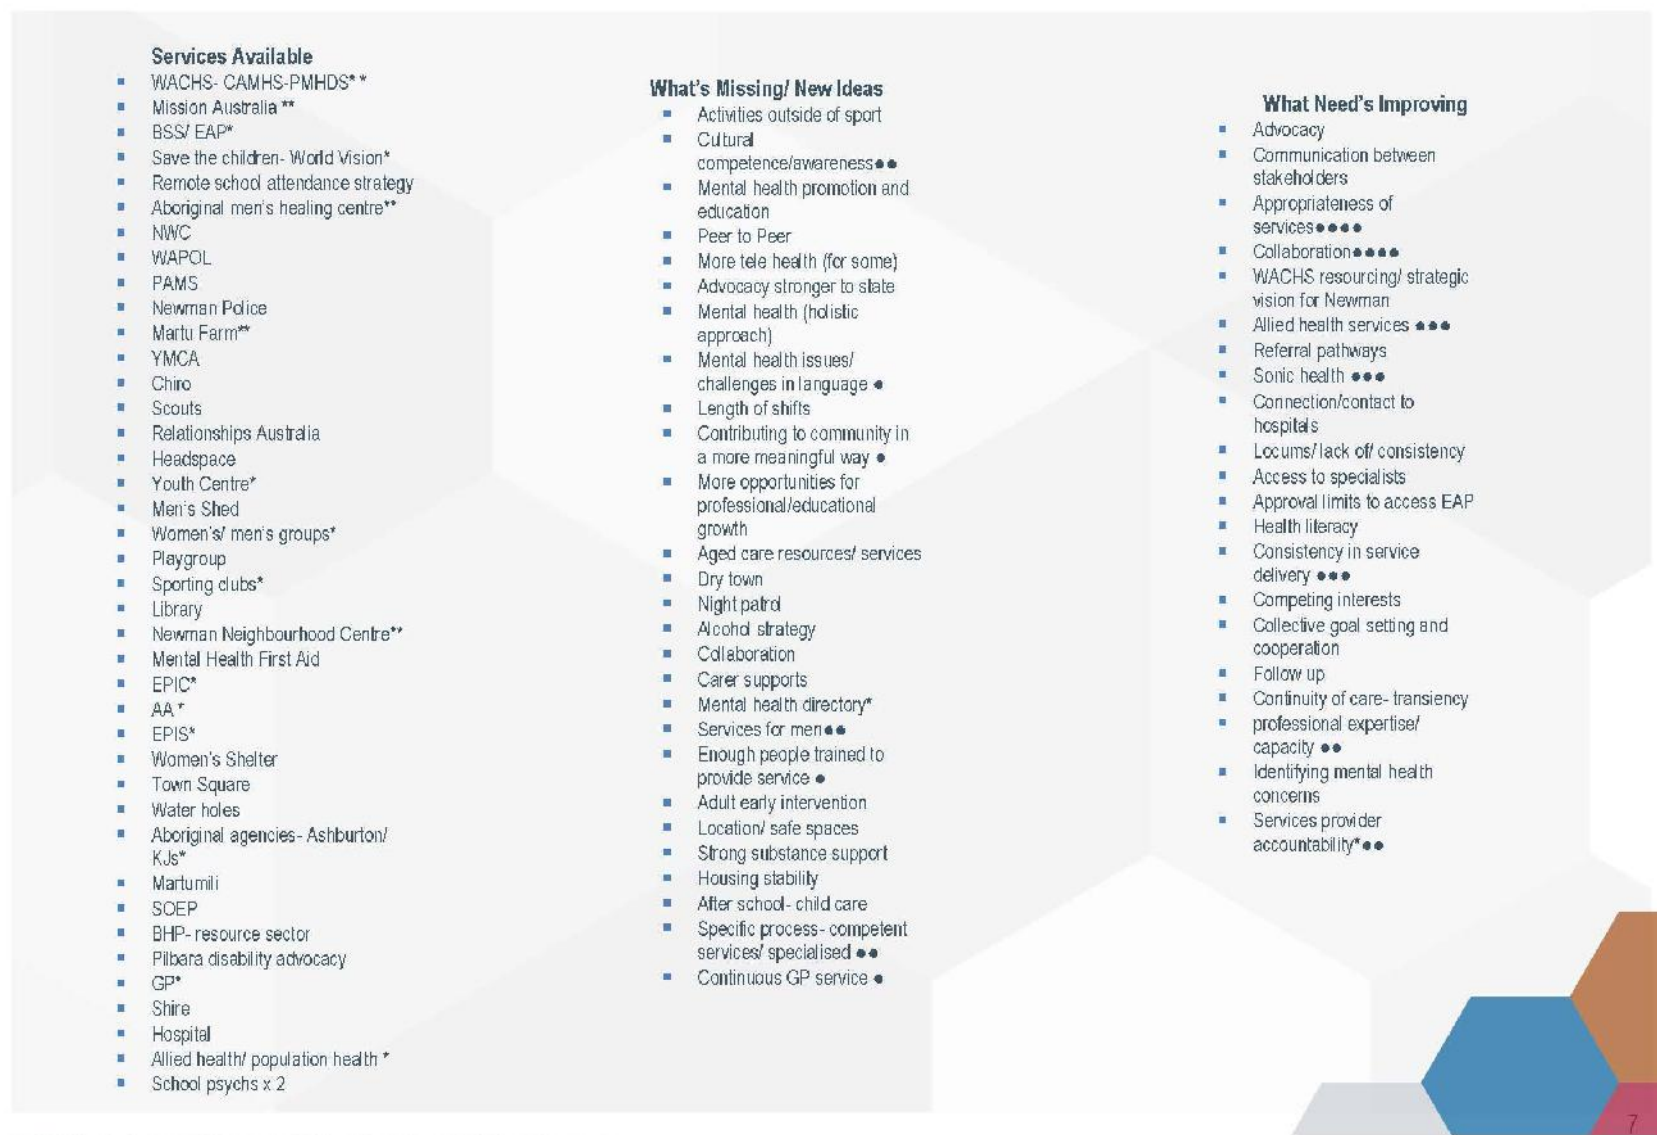 Services Available
WACHS- CAMHS-PMHDS* *
Mission Australia **
BSS/ EAP*
Save the children- World Vision*
Remote school attendance strategy
Aboriginal men's healing centre**
NWC
WAPOL
PAMS
Newman Police
Martu Farm**
YMCA
Chiro
Scouts
Relationships Australia
Headspace
Youth Centre*
Men's Shed
Women's/ men's groups*
Playgroup
Sporting clubs*
Library
Newman Neighbourhood Centre**
Mental Health First Aid
EPIC*
AA *
EPIS*
Women's Shelter
Town Square
Water holes
Aboriginal agencies- Ashburton/
KJs*
Martumili
SOEP
BHP- resource sector
Pilbara disability advocacy
GP*
Shire
Hospital
Allied health/ population health *
School psychs x 2
What's Missing/ New Ideas
Activities outside of sport
Cultural
competence/awareness●●
Mental health promotion and
education
Peer to Peer
More tele health (for some)
Advocacy stronger to state
Mental health (holistic
approach)
Mental health issues/
challenges in language ●
Length of shifts
Contributing to community in
a more meaningful way ●
More opportunities for
professional/educational
growth
Aged care resources/ services
Dry town
Night patrol
Alcohol strategy
Collaboration
Carer supports
Mental health directory*
Services for men●●
Enough people trained to
provide service ●
Adult early intervention
Location/ safe spaces
Strong substance support
Housing stability
After school- child care
Specific process- competent
services/ specialised ●●
Continuous GP service ●
What Need's Improving
Advocacy
Communication between
stakeholders
Appropriateness of
services●●●●
Collaboration●●●●
WACHS resourcing/ strategic
vision for Newman
Allied health services ●●●
Referral pathways
Sonic health ●●●
Connection/contact to
hospitals
Locums/ lack of/ consistency
Access to specialists
Approval limits to access EAP
Health literacy
Consistency in service
delivery ●●●
Competing interests
Collective goal setting and
cooperation
Follow up
Continuity of care- transiency
professional expertise/
capacity ●●
Identifying mental health
concerns
Services provider
accountability*●●
7